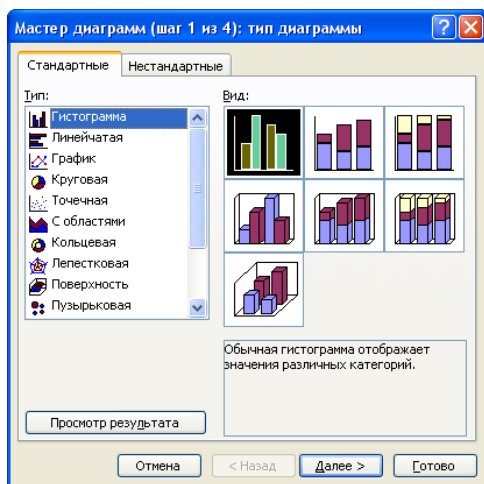 Мастер диаграмм (шаг 1 из 4): тип диаграммы
Стандартные
Нестандартные
Тип:
Гистограмма
Линейчатая
График
Круговая
Точечная
С областями
Кольцевая
Лепестковая
Поверхность
Пузырьковая
Вид:
Обычная гистограмма отображает
значения различных категорий.
Просмотр результата
Отмена
< Назад
Далее >
Готово